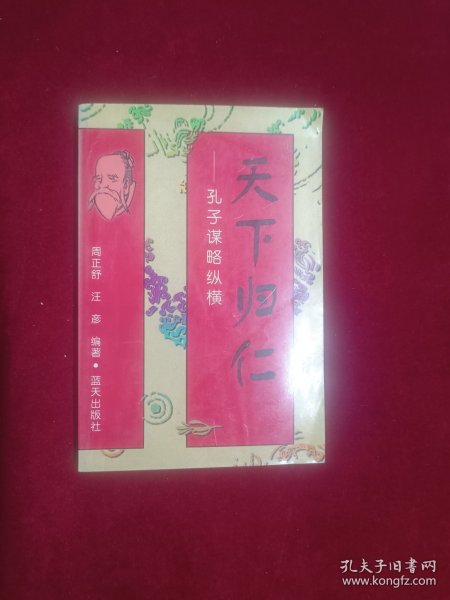 天下归仁
——孔子谋略纵横
周正舒 汪彦 编著•蓝天出版社
孔夫子旧书网
www.kongfz.com